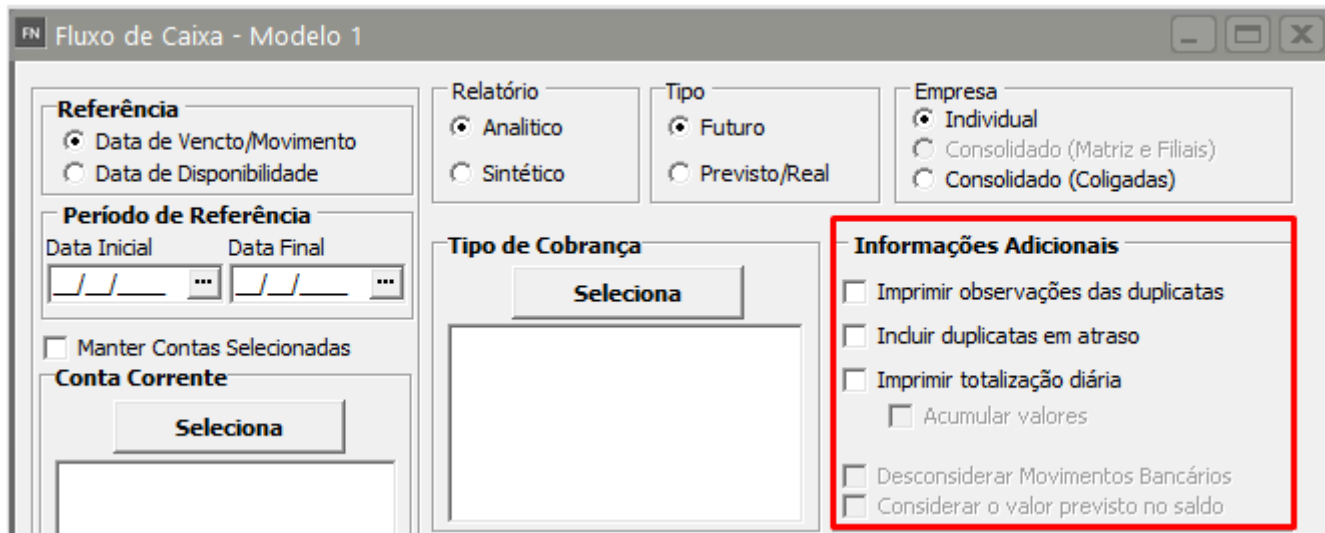 FN Fluxo de Caixa - Modelo 1
Referência
Data de Vencto/Movimento
Data de Disponibilidade
Relatório
Analitico
Sintético
Tipo
Futuro
Previsto/Real
Empresa
Individual
Consolidado (Matriz e Filiais)
Consolidado (Coligadas)
Período de Referência
Data Inicial Data Final
__/__/____ ... __/__/____ ...
Manter Contas Selecionadas
Conta Corrente
Seleciona
Tipo de Cobrança
Seleciona
Informações Adicionais
Imprimir observações das duplicatas
Incluir duplicatas em atraso
Imprimir totalização diária
Acumular valores
Desconsiderar Movimentos Bancários
Considerar o valor previsto no saldo